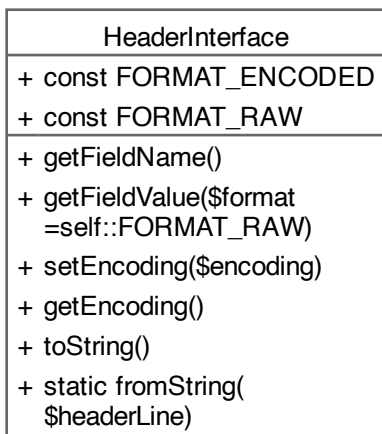 HeaderInterface
+ const FORMAT_ENCODED
+ const FORMAT_RAW
+ getFieldName()
+ getFieldValue($format
=self::FORMAT_RAW)
+ setEncoding($encoding)
+ getEncoding()
+ toString()
+ static fromString(
$headerLine)